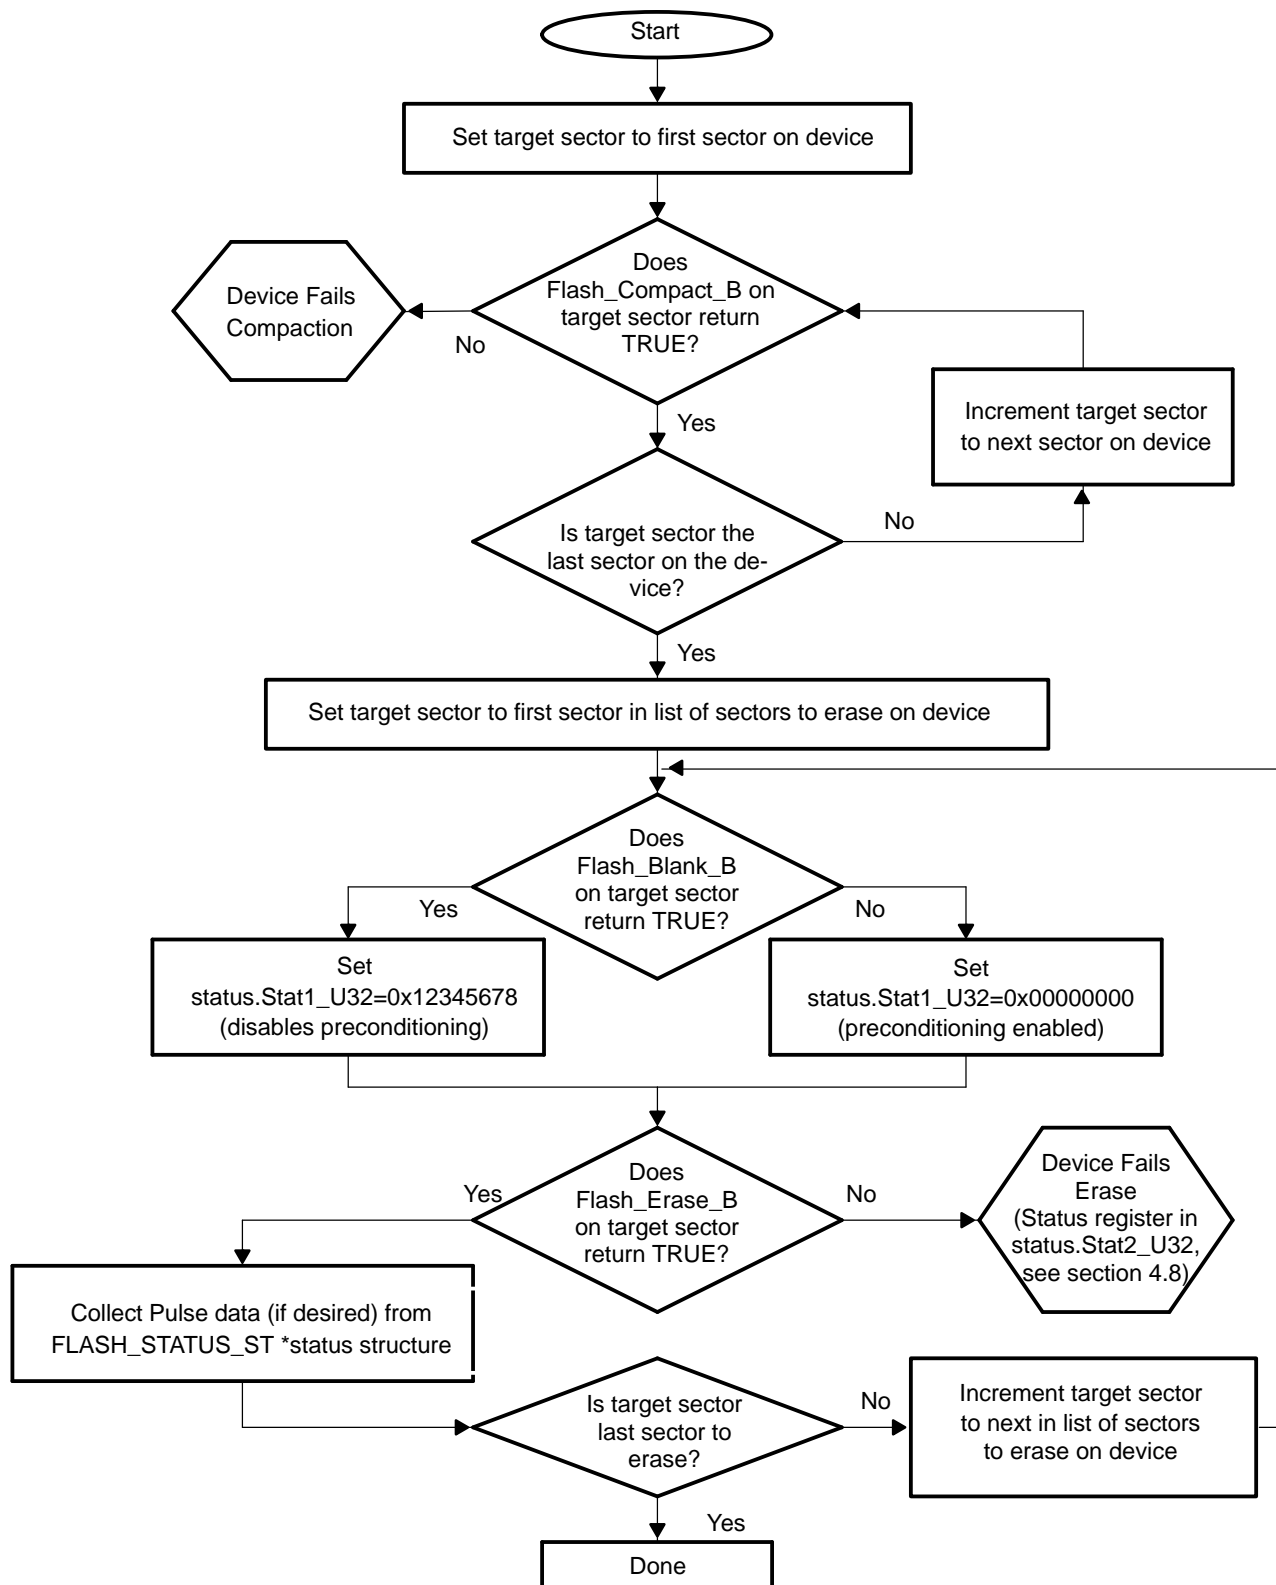 Start
Set target sector to first sector on device
Does
Flash_Compact_B on
target sector return
TRUE?
Device Fails
Compaction
No
Yes
Increment target sector
to next sector on device
Is target sector the
last sector on the de-
vice?
No
Yes
Set target sector to first sector in list of sectors to erase on device
Does
Flash_Blank_B
on target sector
return TRUE?
Yes
No
Set
status.Stat1_U32=0x12345678
(disables preconditioning)
Set
status.Stat1_U32=0x00000000
(preconditioning enabled)
Does
Flash_Erase_B
on target sector
return TRUE?
Yes
No
Device Fails
Erase
(Status register in
status.Stat2_U32,
see section 4.8)
Collect Pulse data (if desired) from
FLASH_STATUS_ST *status structure
Is target sector
last sector to
erase?
No
Increment target sector
to next in list of sectors
to erase on device
Yes
Done